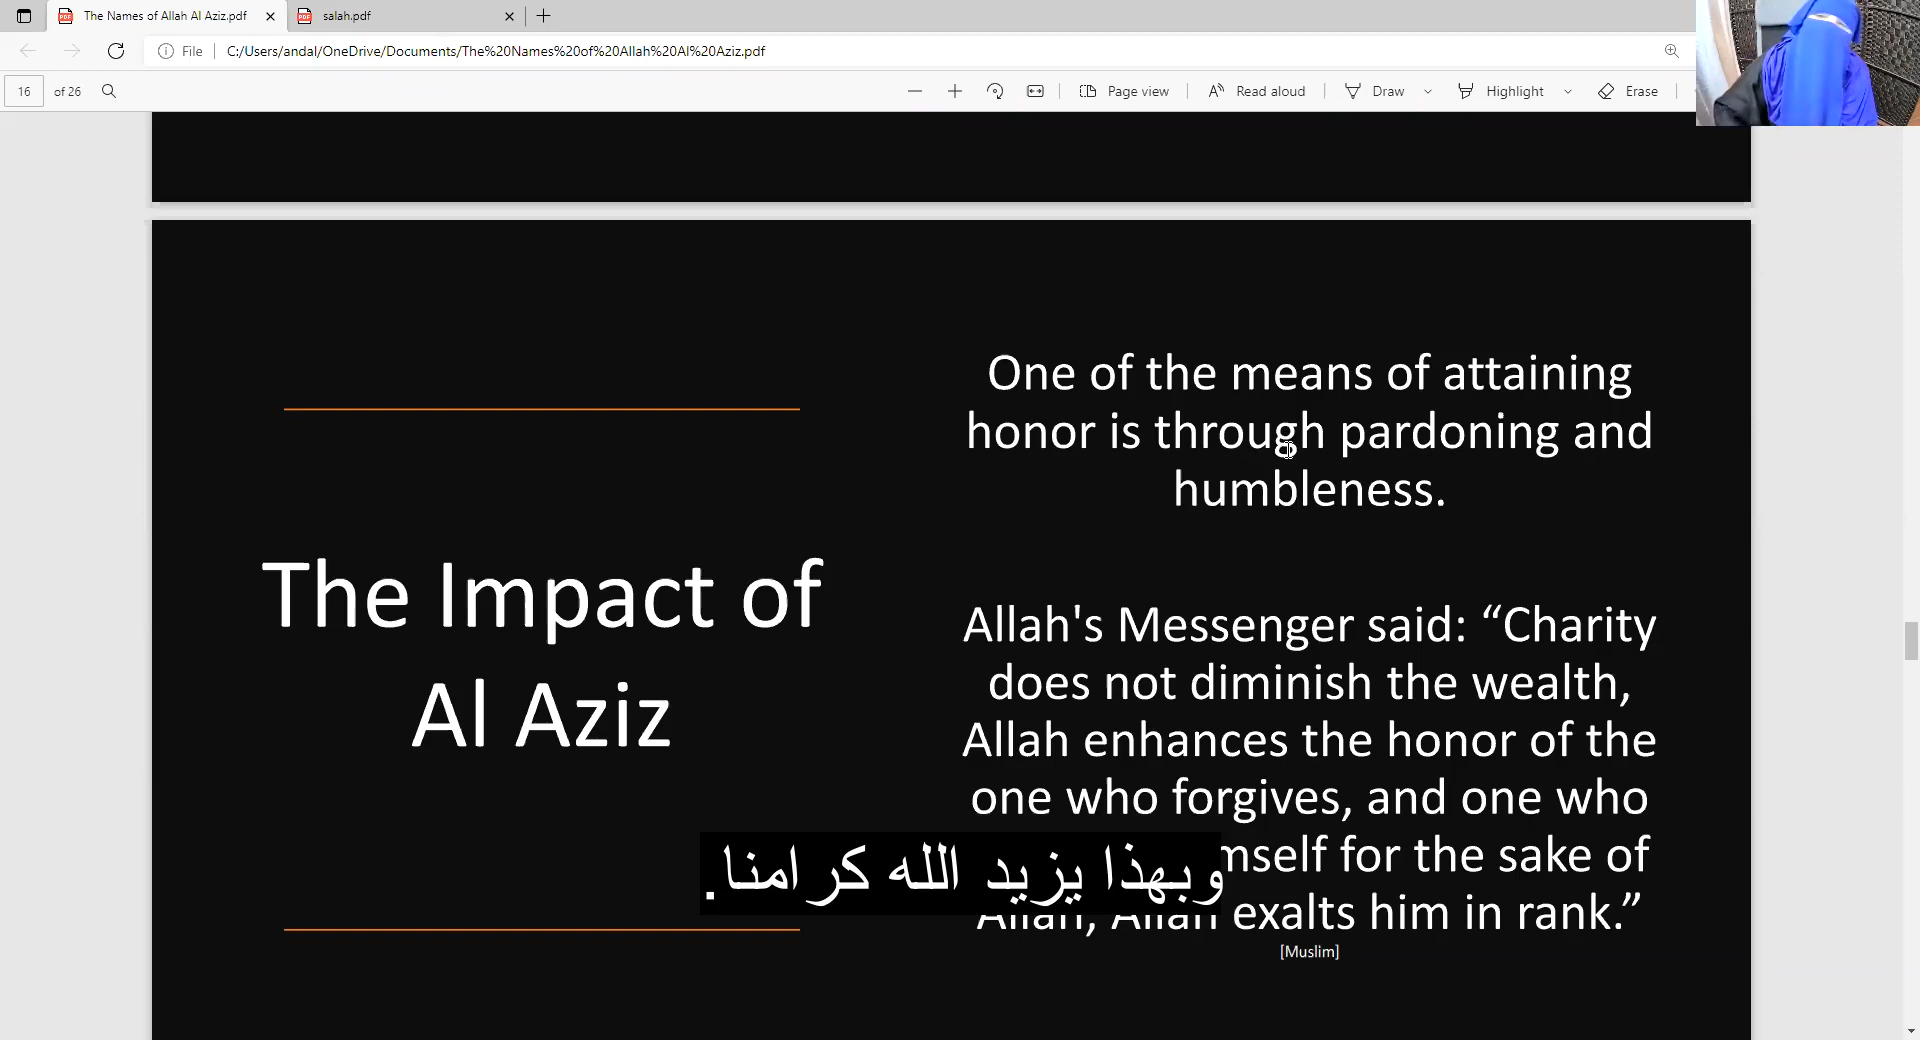 The Names of Allah Al Aziz.pdf
salah.pdf
File
C:/Users/andal/OneDrive/Documents/The%20Names%20of%20Allah%20Al%20Aziz.pdf
16 of 26
Page view
Read aloud
Draw
Highlight
Erase
The Impact of
Al Aziz
One of the means of attaining
honor is through pardoning and
humbleness.
Allah's Messenger said: “Charity
does not diminish the wealth,
Allah enhances the honor of the
one who forgives, and one who
mself for the sake of
Allah, Allah exalts him in rank.”
[Muslim]
وبهذا يزيد الله كرامنا.